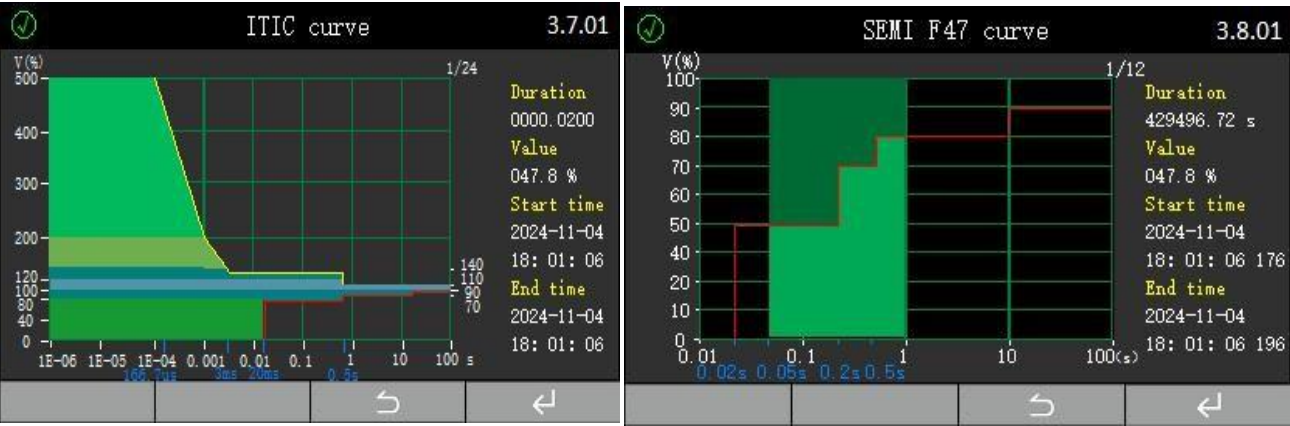 ITIC curve
3.7.01
V(%)
500
400
300
200
120
100
80
40
0
1/24
140
110
90
70
1E-06 1E-05 1E-04 0.001 0.01 0.1 1 10 100 s
166.7us 3ms 20ms 0.5s
Duration
0000.0200
Value
047.8 %
Start time
2024-11-04
18: 01: 06
End time
2024-11-04
18: 01: 06
SEMI F47 curve
3.8.01
V(%)
100
90
80
70
60
50
40
20
10
0
1/12
0.01 0.1 1 10 100(s)
0.02s 0.05s 0.2s 0.5s
Duration
429496.72 s
Value
047.8 %
Start time
2024-11-04
18: 01: 06 176
End time
2024-11-04
18: 01: 06 196